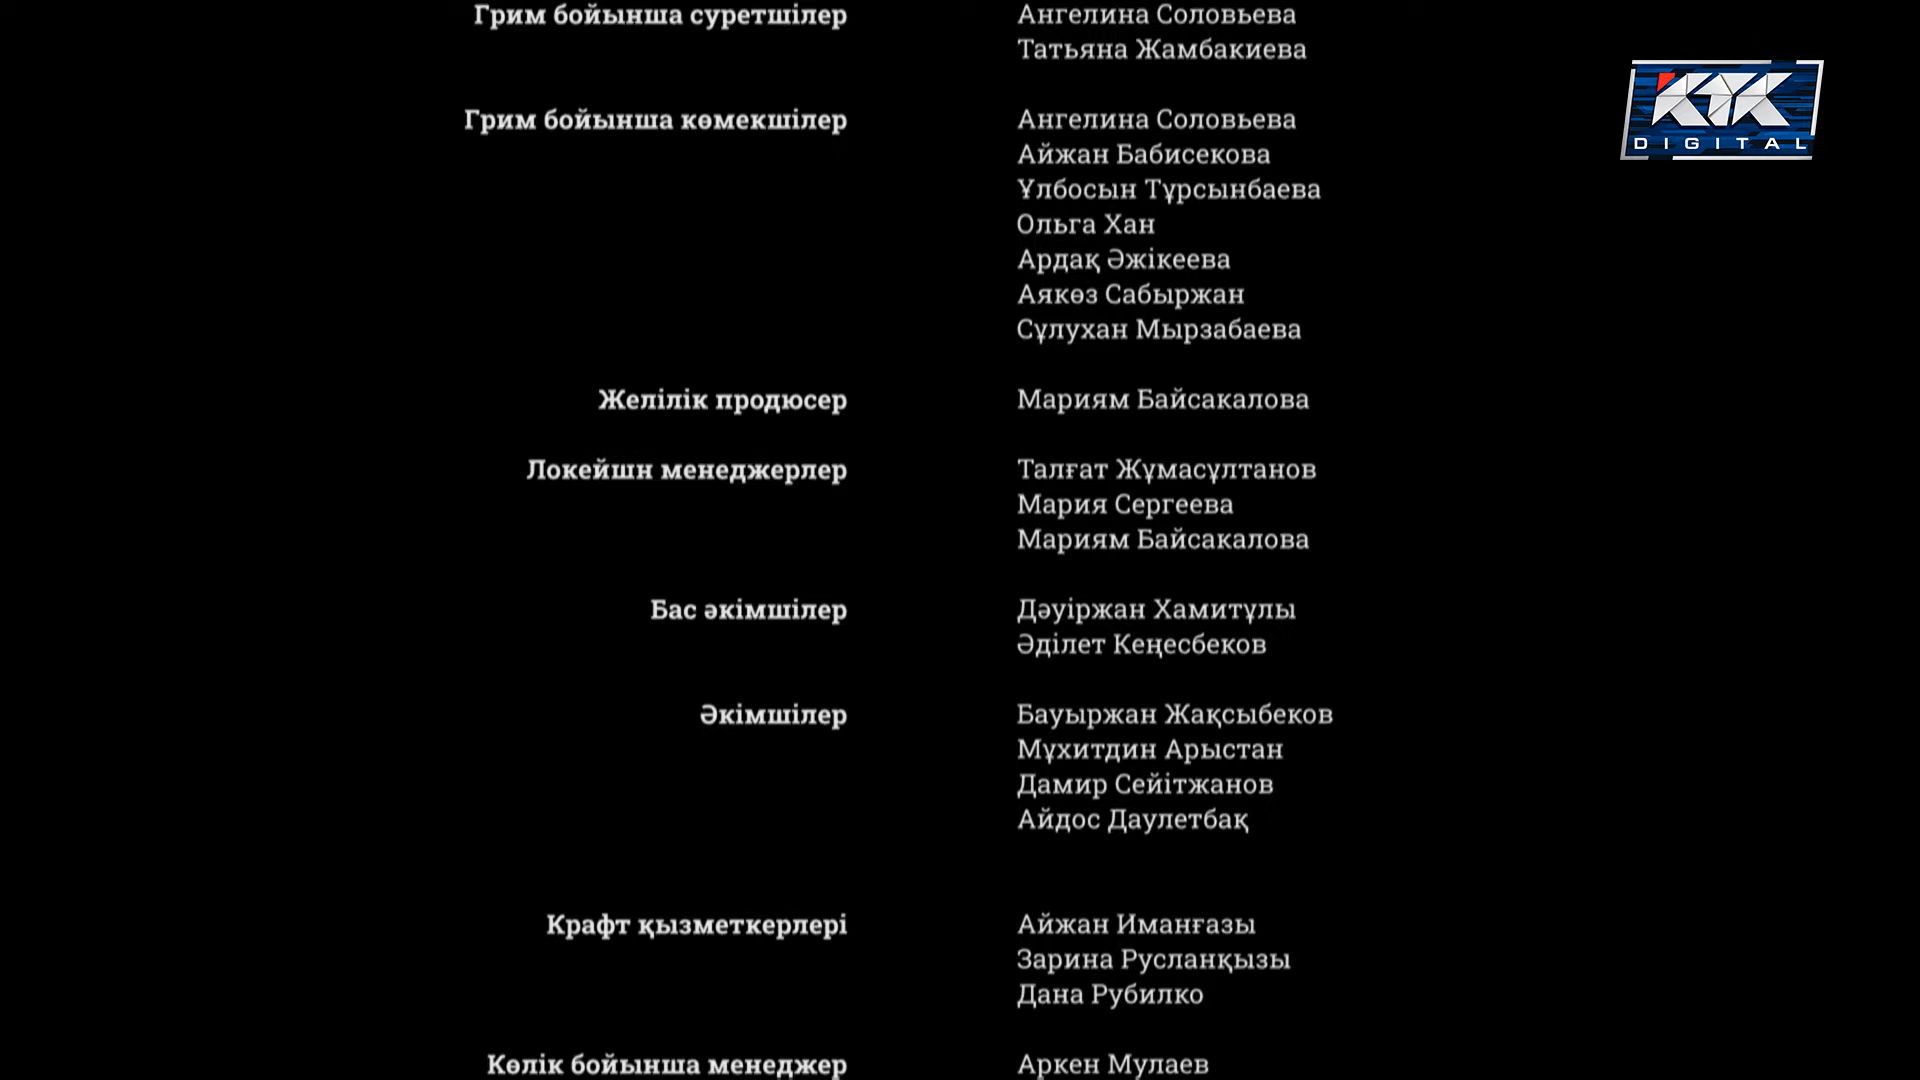 Грим бойынша суретшілер Ангелина Соловьева
Татьяна Жамбакиева
Грим бойынша көмекшілер Ангелина Соловьева
Айжан Бабисекова
Ұлбосын Тұрсынбаева
Ольга Хан
Ардақ Әжікеева
Аякөз Сабыржан
Сұлухан Мырзабаева
Желілік продюсер Мариям Байсакалова
Локейшн менеджерлер Талғат Жұмасұлтанов
Мария Сергеева
Мариям Байсакалова
Бас әкімшілер Дәуіржан Хамитұлы
Әділет Кеңесбеков
Әкімшілер Бауыржан Жақсыбеков
Мұхитдин Арыстан
Дамир Сейітжанов
Айдос Даулетбақ
Крафт қызметкерлері Айжан Иманғазы
Зарина Русланқызы
Дана Рубилко
Көлік бойынша менеджер Аркен Мулаев
КТК
DIGITAL